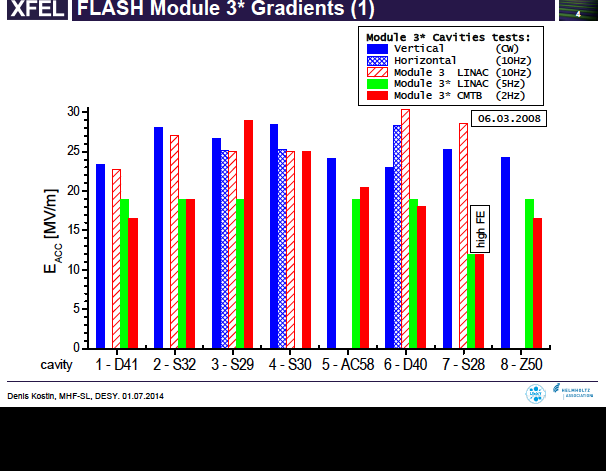 XFEL FLASH Module 3* Gradients (1)
4
Module 3* Cavities tests:
Vertical (CW)
Horizontal (10Hz)
Module 3 LINAC (10Hz)
Module 3* LINAC (5Hz)
Module 3* CMTB (2Hz)
06.03.2008
30
25
20
15
10
5
0
EACC [MV/m]
high FE
cavity 1 - D41 2 - S32 3 - S29 4 - S30 5 - AC58 6 - D40 7 - S28 8 - Z50
Denis Kostin, MHF-SL, DESY. 01.07.2014
DESY
HELMHOLTZ
ASSOCIATION